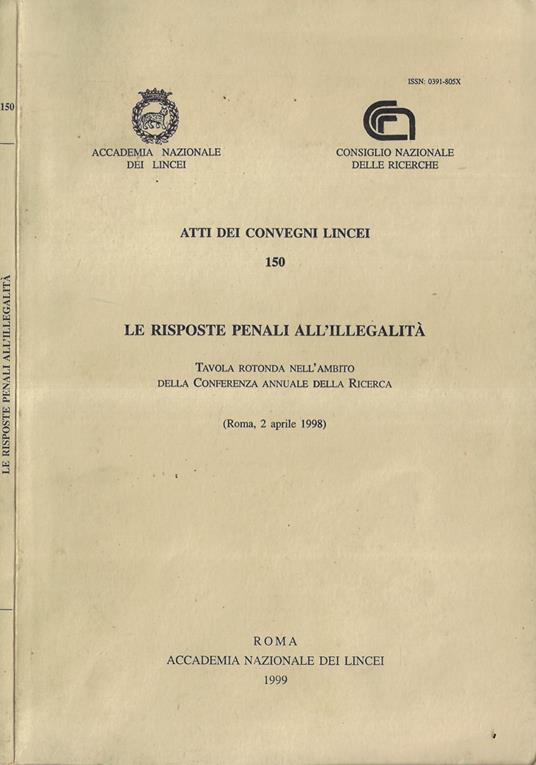 150
LE RISPOSTE PENALI ALL'ILLEGALITÀ
ISSN: 0391-805X
ACCADEMIA NAZIONALE
DEI LINCEI
CONSIGLIO NAZIONALE
DELLE RICERCHE
ATTI DEI CONVEGNI LINCEI
150
LE RISPOSTE PENALI ALL'ILLEGALITÀ
TAVOLA ROTONDA NELL'AMBITO
DELLA CONFERENZA ANNUALE DELLA RICERCA
(Roma, 2 aprile 1998)
ROMA
ACCADEMIA NAZIONALE DEI LINCEI
1999